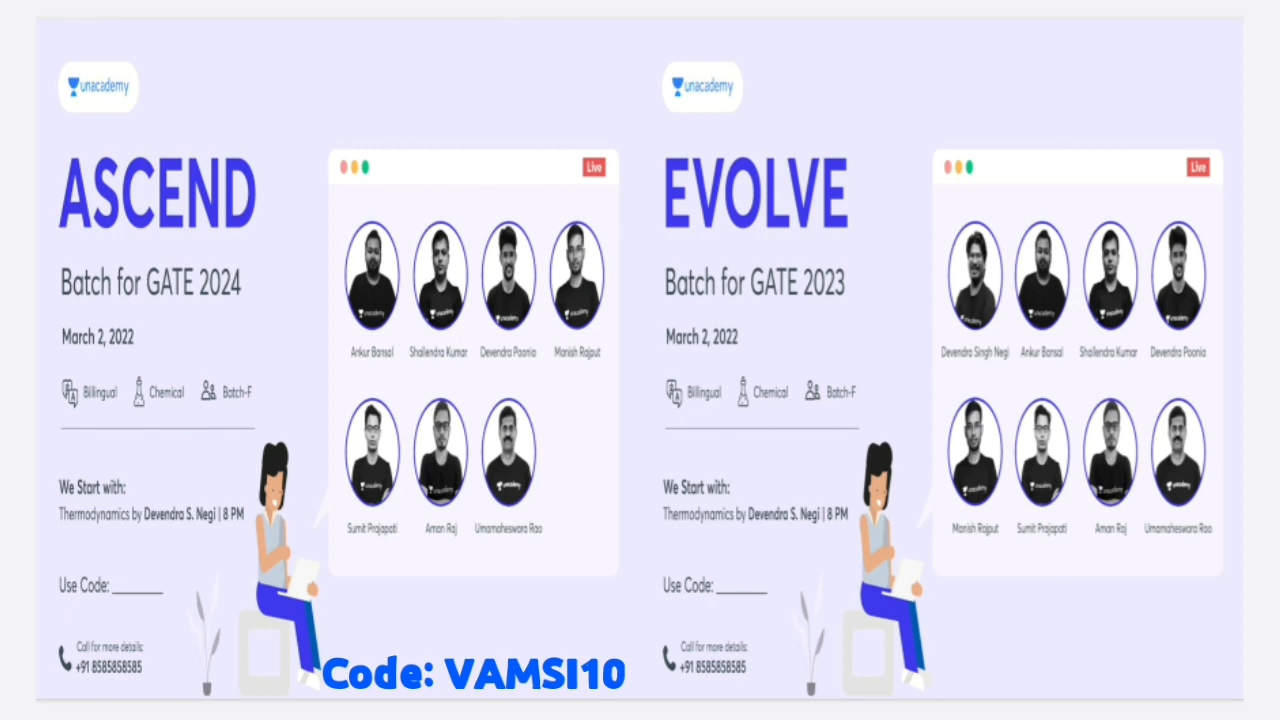 unacademy
ASCEND
Batch for GATE 2024
March 2, 2022
Billingual Chemical Batch-F
We Start with:
Thermodynamics by Devendra S. Negi | 8 PM
Use Code: ______
Call for more details:
+91 8585858585
Live
Ankur Bansal Shailendra Kumar Devendra Poonia Manish Rajput
Sumit Prajapati Aman Raj Umamaheswara Rao
Code: VAMSI10
unacademy
EVOLVE
Batch for GATE 2023
March 2, 2022
Billingual Chemical Batch-F
We Start with:
Thermodynamics by Devendra S. Negi | 8 PM
Use Code: ______
Call for more details:
+91 8585858585
Live
Devendra Singh Negi Ankur Bansal Shailendra Kumar Devendra Poonia
Manish Rajput Sumit Prajapati Aman Raj Umamaheswara Rao